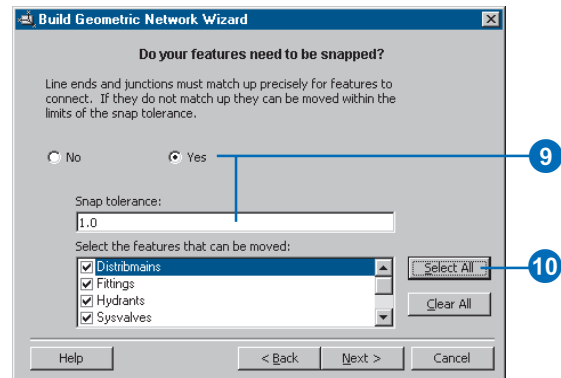 Build Geometric Network Wizard
Do your features need to be snapped?
Line ends and junctions must match up precisely for features to
connect. If they do not match up they can be moved within the
limits of the snap tolerance.
No Yes 9
Snap tolerance:
1.0
Select the features that can be moved:
Distribmains Select All 10
Fittings
Hydrants Clear All
Sysvalves
Help < Back Next > Cancel